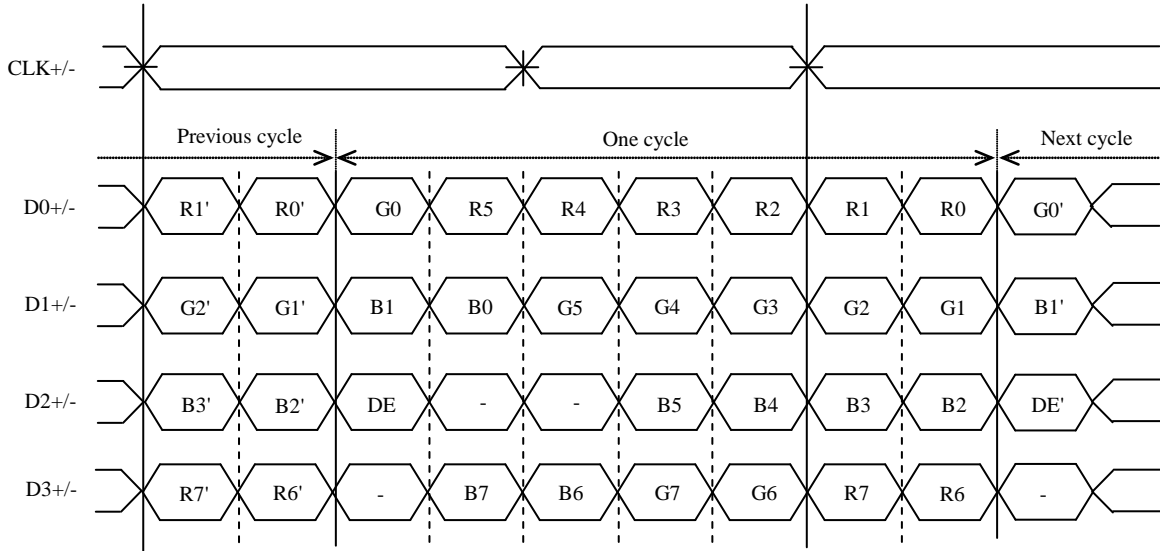 CLK+/-
Previous cycle One cycle Next cycle
D0+/- R1' R0' G0 R5 R4 R3 R2 R1 R0 G0'
D1+/- G2' G1' B1 B0 G5 G4 G3 G2 G1 B1'
D2+/- B3' B2' DE - - B5 B4 B3 B2 DE'
D3+/- R7' R6' - B7 B6 G7 G6 R7 R6 -